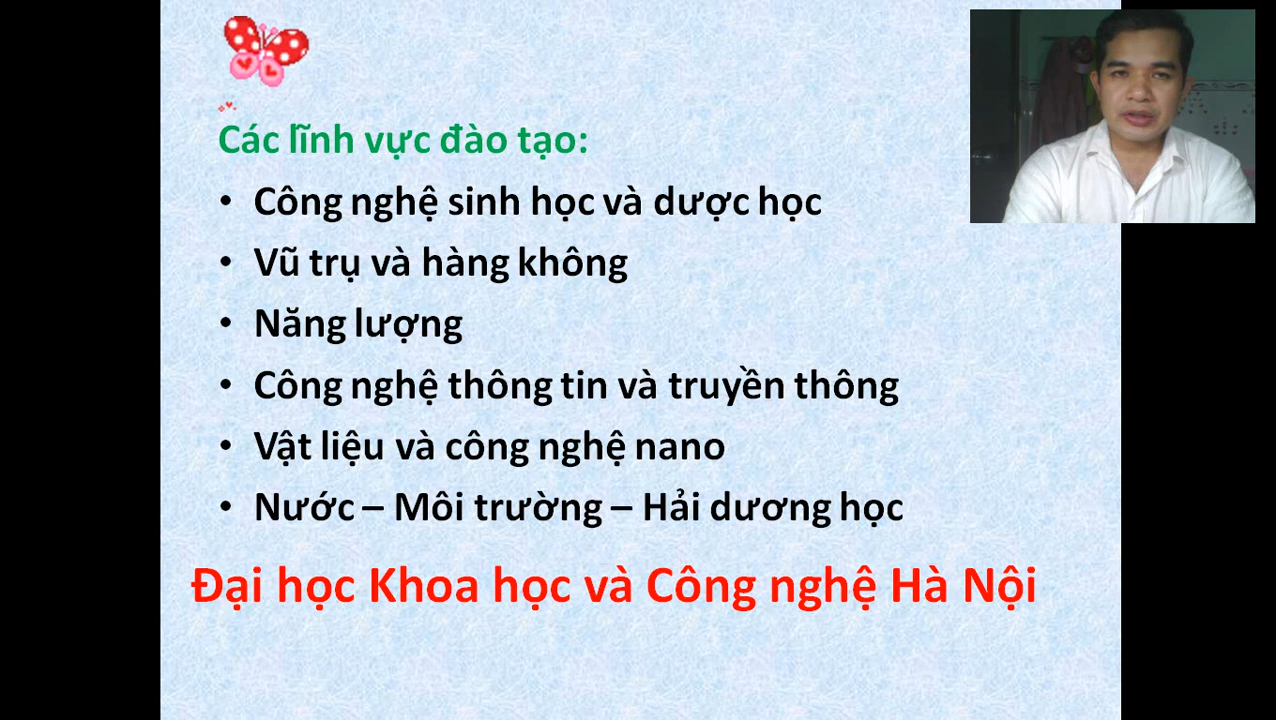 Các lĩnh vực đào tạo:
• Công nghệ sinh học và dược học
• Vũ trụ và hàng không
• Năng lượng
• Công nghệ thông tin và truyền thông
• Vật liệu và công nghệ nano
• Nước – Môi trường – Hải dương học
Đại học Khoa học và Công nghệ Hà Nội